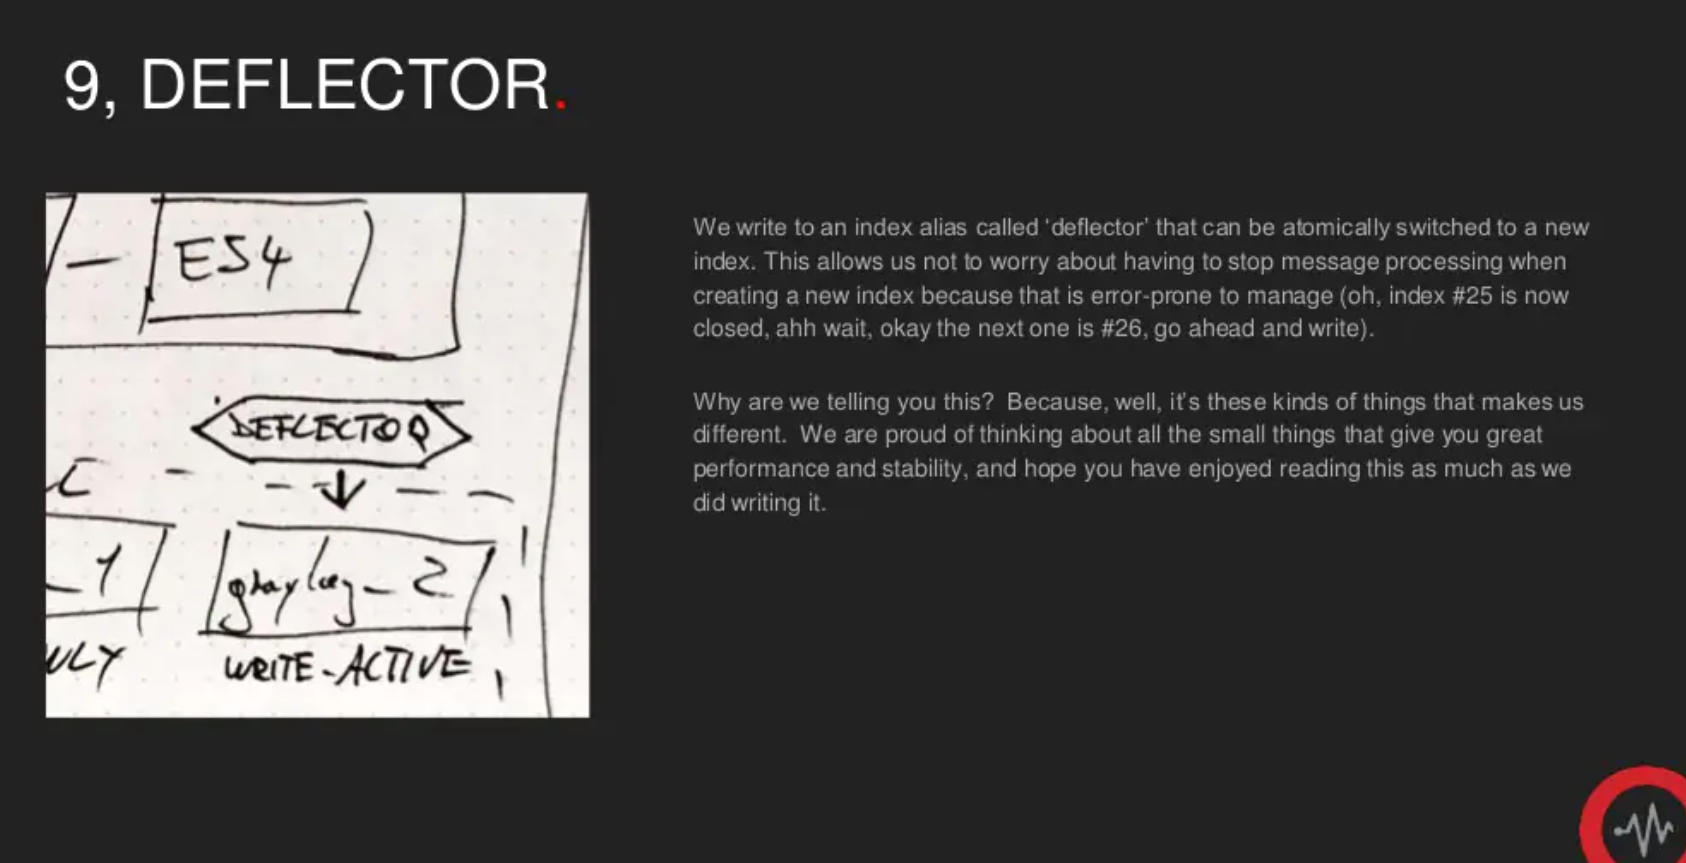 9, DEFLECTOR.
ES4
DEFLECTOR
C
_1
graylog_2
ULY
WRITE-ACTIVE
We write to an index alias called ‘deflector’ that can be atomically switched to a new
index. This allows us not to worry about having to stop message processing when
creating a new index because that is error-prone to manage (oh, index #25 is now
closed, ahh wait, okay the next one is #26, go ahead and write).
Why are we telling you this?  Because, well, it’s these kinds of things that makes us
different.  We are proud of thinking about all the small things that give you great
performance and stability, and hope you have enjoyed reading this as much as we
did writing it.